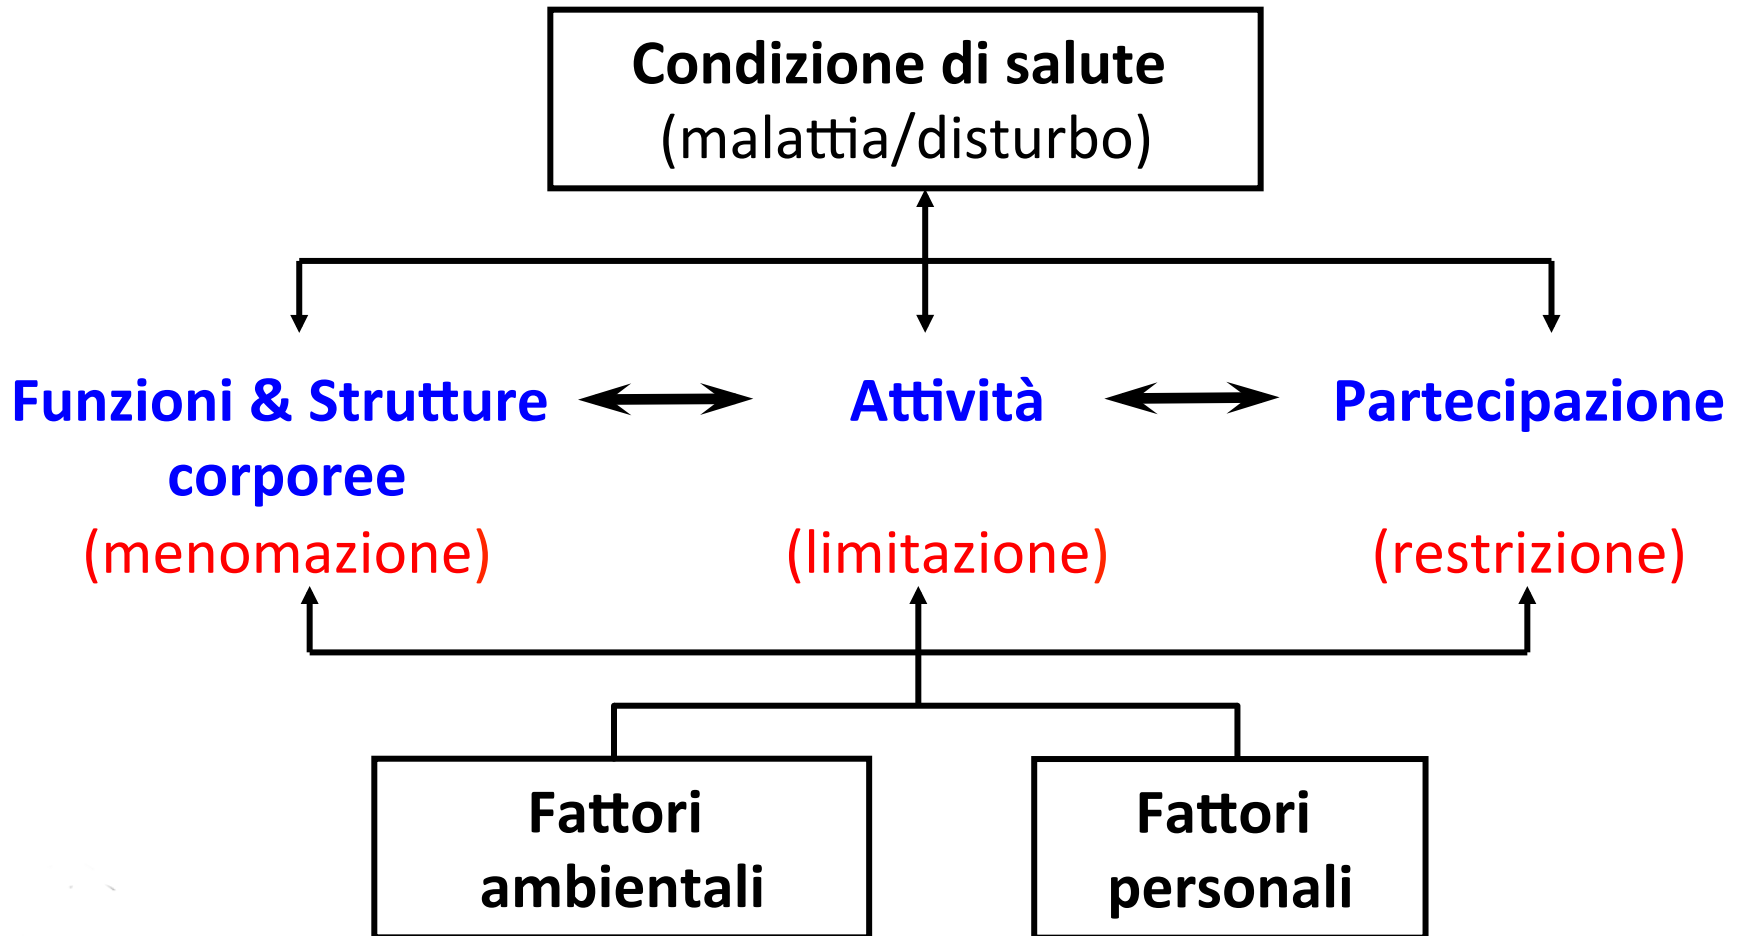 Condizione di salute
(malattia/disturbo)
Funzioni & Strutture
corporee
(menomazione)
Attività
(limitazione)
Partecipazione
(restrizione)
Fattori
ambientali
Fattori
personali